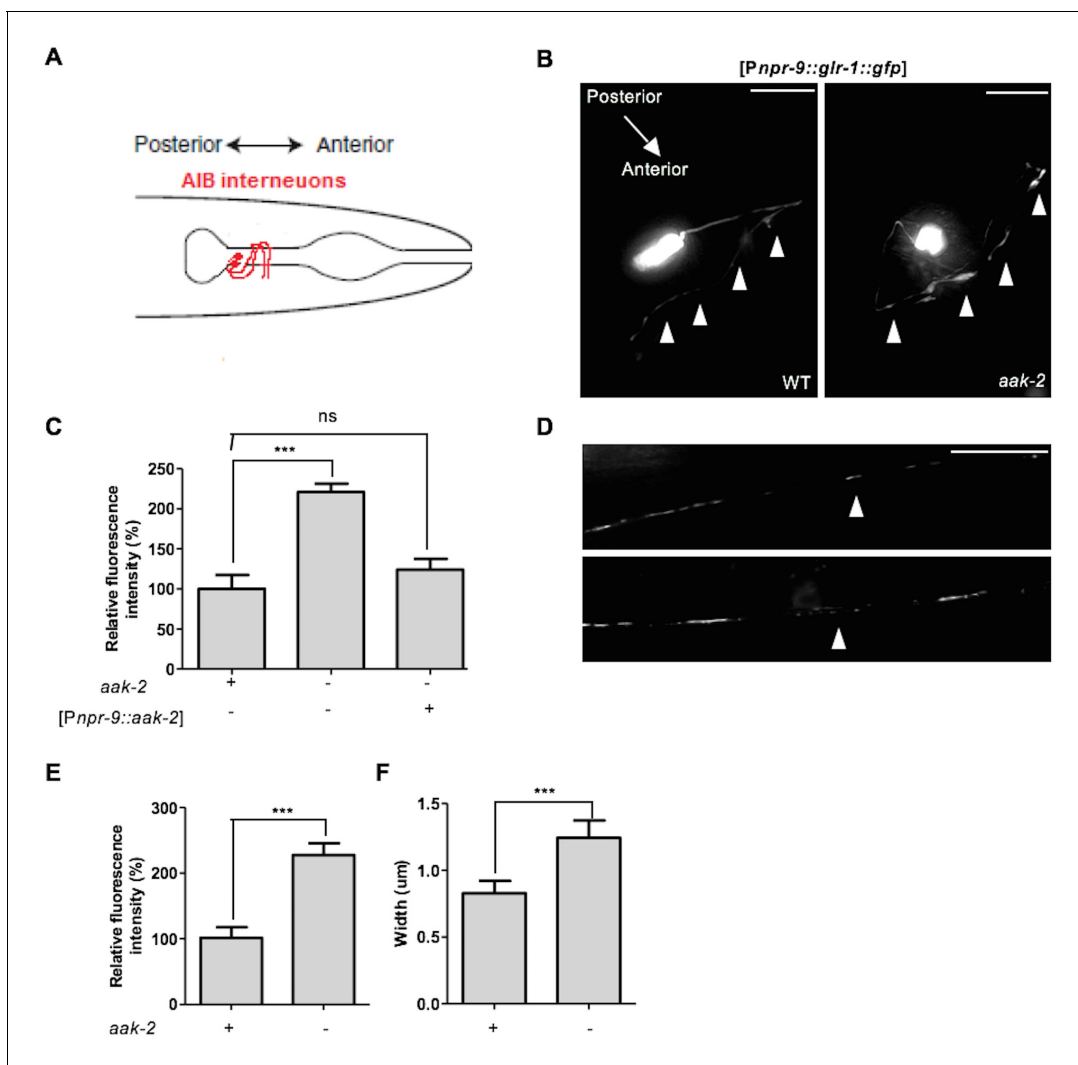 A
Posterior Anterior
AIB interneuons
B
[Pnpr-9::glr-1::gfp]
Posterior
Anterior
WT
aak-2
C
ns
***
Relative fluorescence
intensity (%)
250
200
150
100
50
0
aak-2 + - -
[Pnpr-9::aak-2] - - +
D
E
***
Relative fluorescence
intensity (%)
300
200
100
0
aak-2 + -
F
***
Width (um)
1.5
1.0
0.5
0.0
+ -